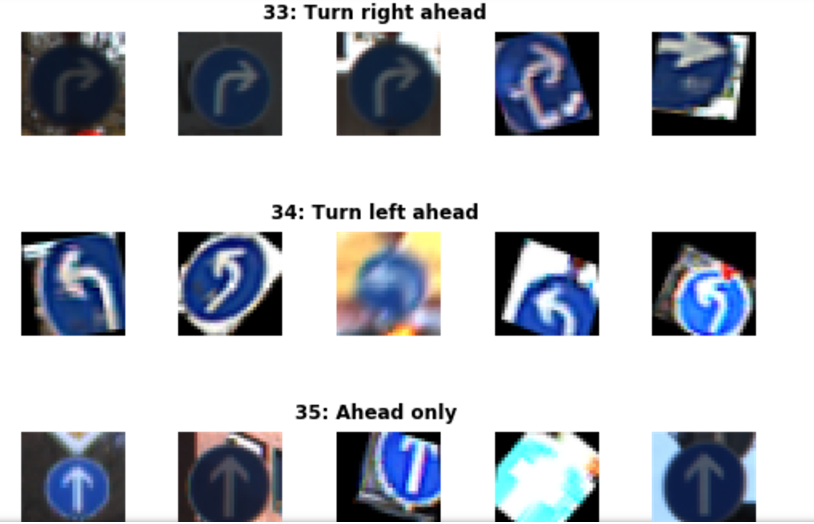 33: Turn right ahead
34: Turn left ahead
35: Ahead only